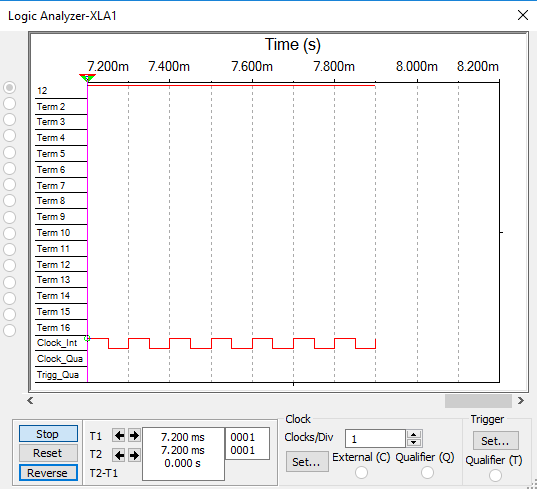 Logic Analyzer-XLA1
Time (s)
7.200m 7.400m 7.600m 7.800m 8.000m 8.200m
12
Term 2
Term 3
Term 4
Term 5
Term 6
Term 7
Term 8
Term 9
Term 10
Term 11
Term 12
Term 13
Term 14
Term 15
Term 16
Clock_Int
Clock_Qua
Trigg_Qua
Stop
Reset
Reverse
T1 7.200 ms 0001
T2 7.200 ms 0001
T2-T1 0.000 s
Clock
Clocks/Div 1
Set... External (C) Qualifier (Q)
Trigger
Set...
Qualifier (T)